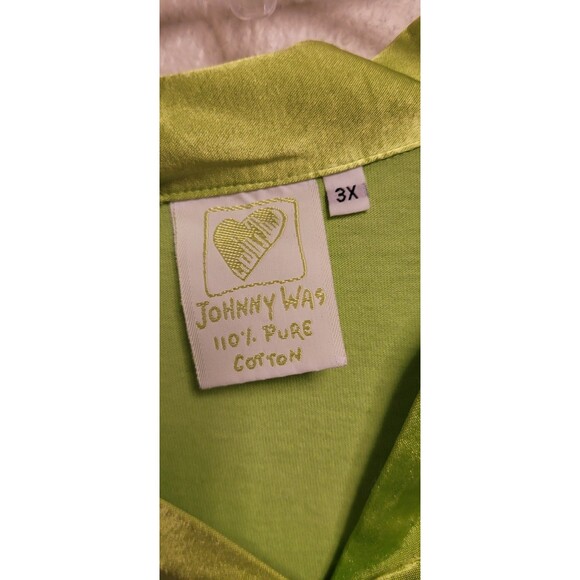 3X
JOHNNY WAS
110% PURE
COTTON